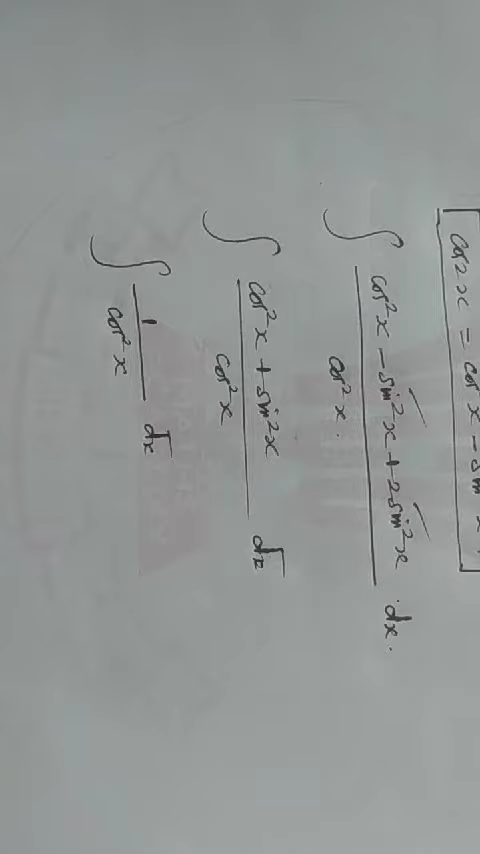 cos2x = cos²x - sin²x
∫ (cos²x - sin²x + 2sin²x) / cos²x . dx.
∫ (cos²x + sin²x) / cos²x dx
∫ 1 / cos²x dx